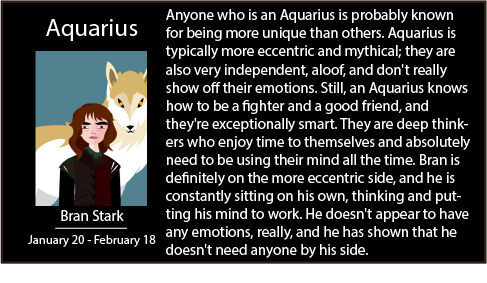 Aquarius
Bran Stark
January 20 - February 18
Anyone who is an Aquarius is probably known
for being more unique than others. Aquarius is
typically more eccentric and mythical; they are
also very independent, aloof, and don't really
show off their emotions. Still, an Aquarius knows
how to be a fighter and a good friend, and
they're exceptionally smart. They are deep think-
ers who enjoy time to themselves and absolutely
need to be using their mind all the time. Bran is
definitely on the more eccentric side, and he is
constantly sitting on his own, thinking and put-
ting his mind to work. He doesn't appear to have
any emotions, really, and he has shown that he
doesn't need anyone by his side.